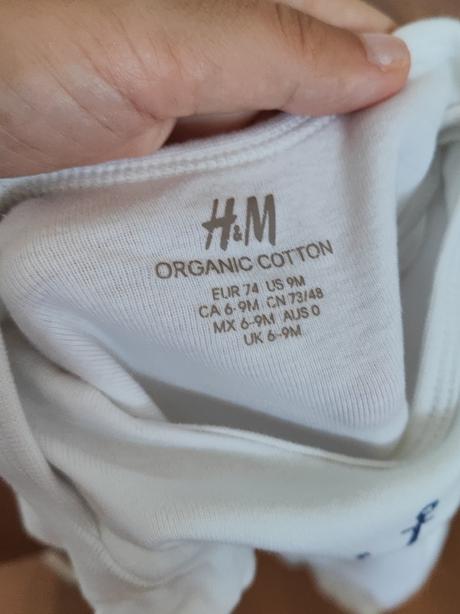 H&M
ORGANIC COTTON
EUR 74 US 9M
CA 6-9M CN 73/48
MX 6-9M AUS 0
UK 6-9M